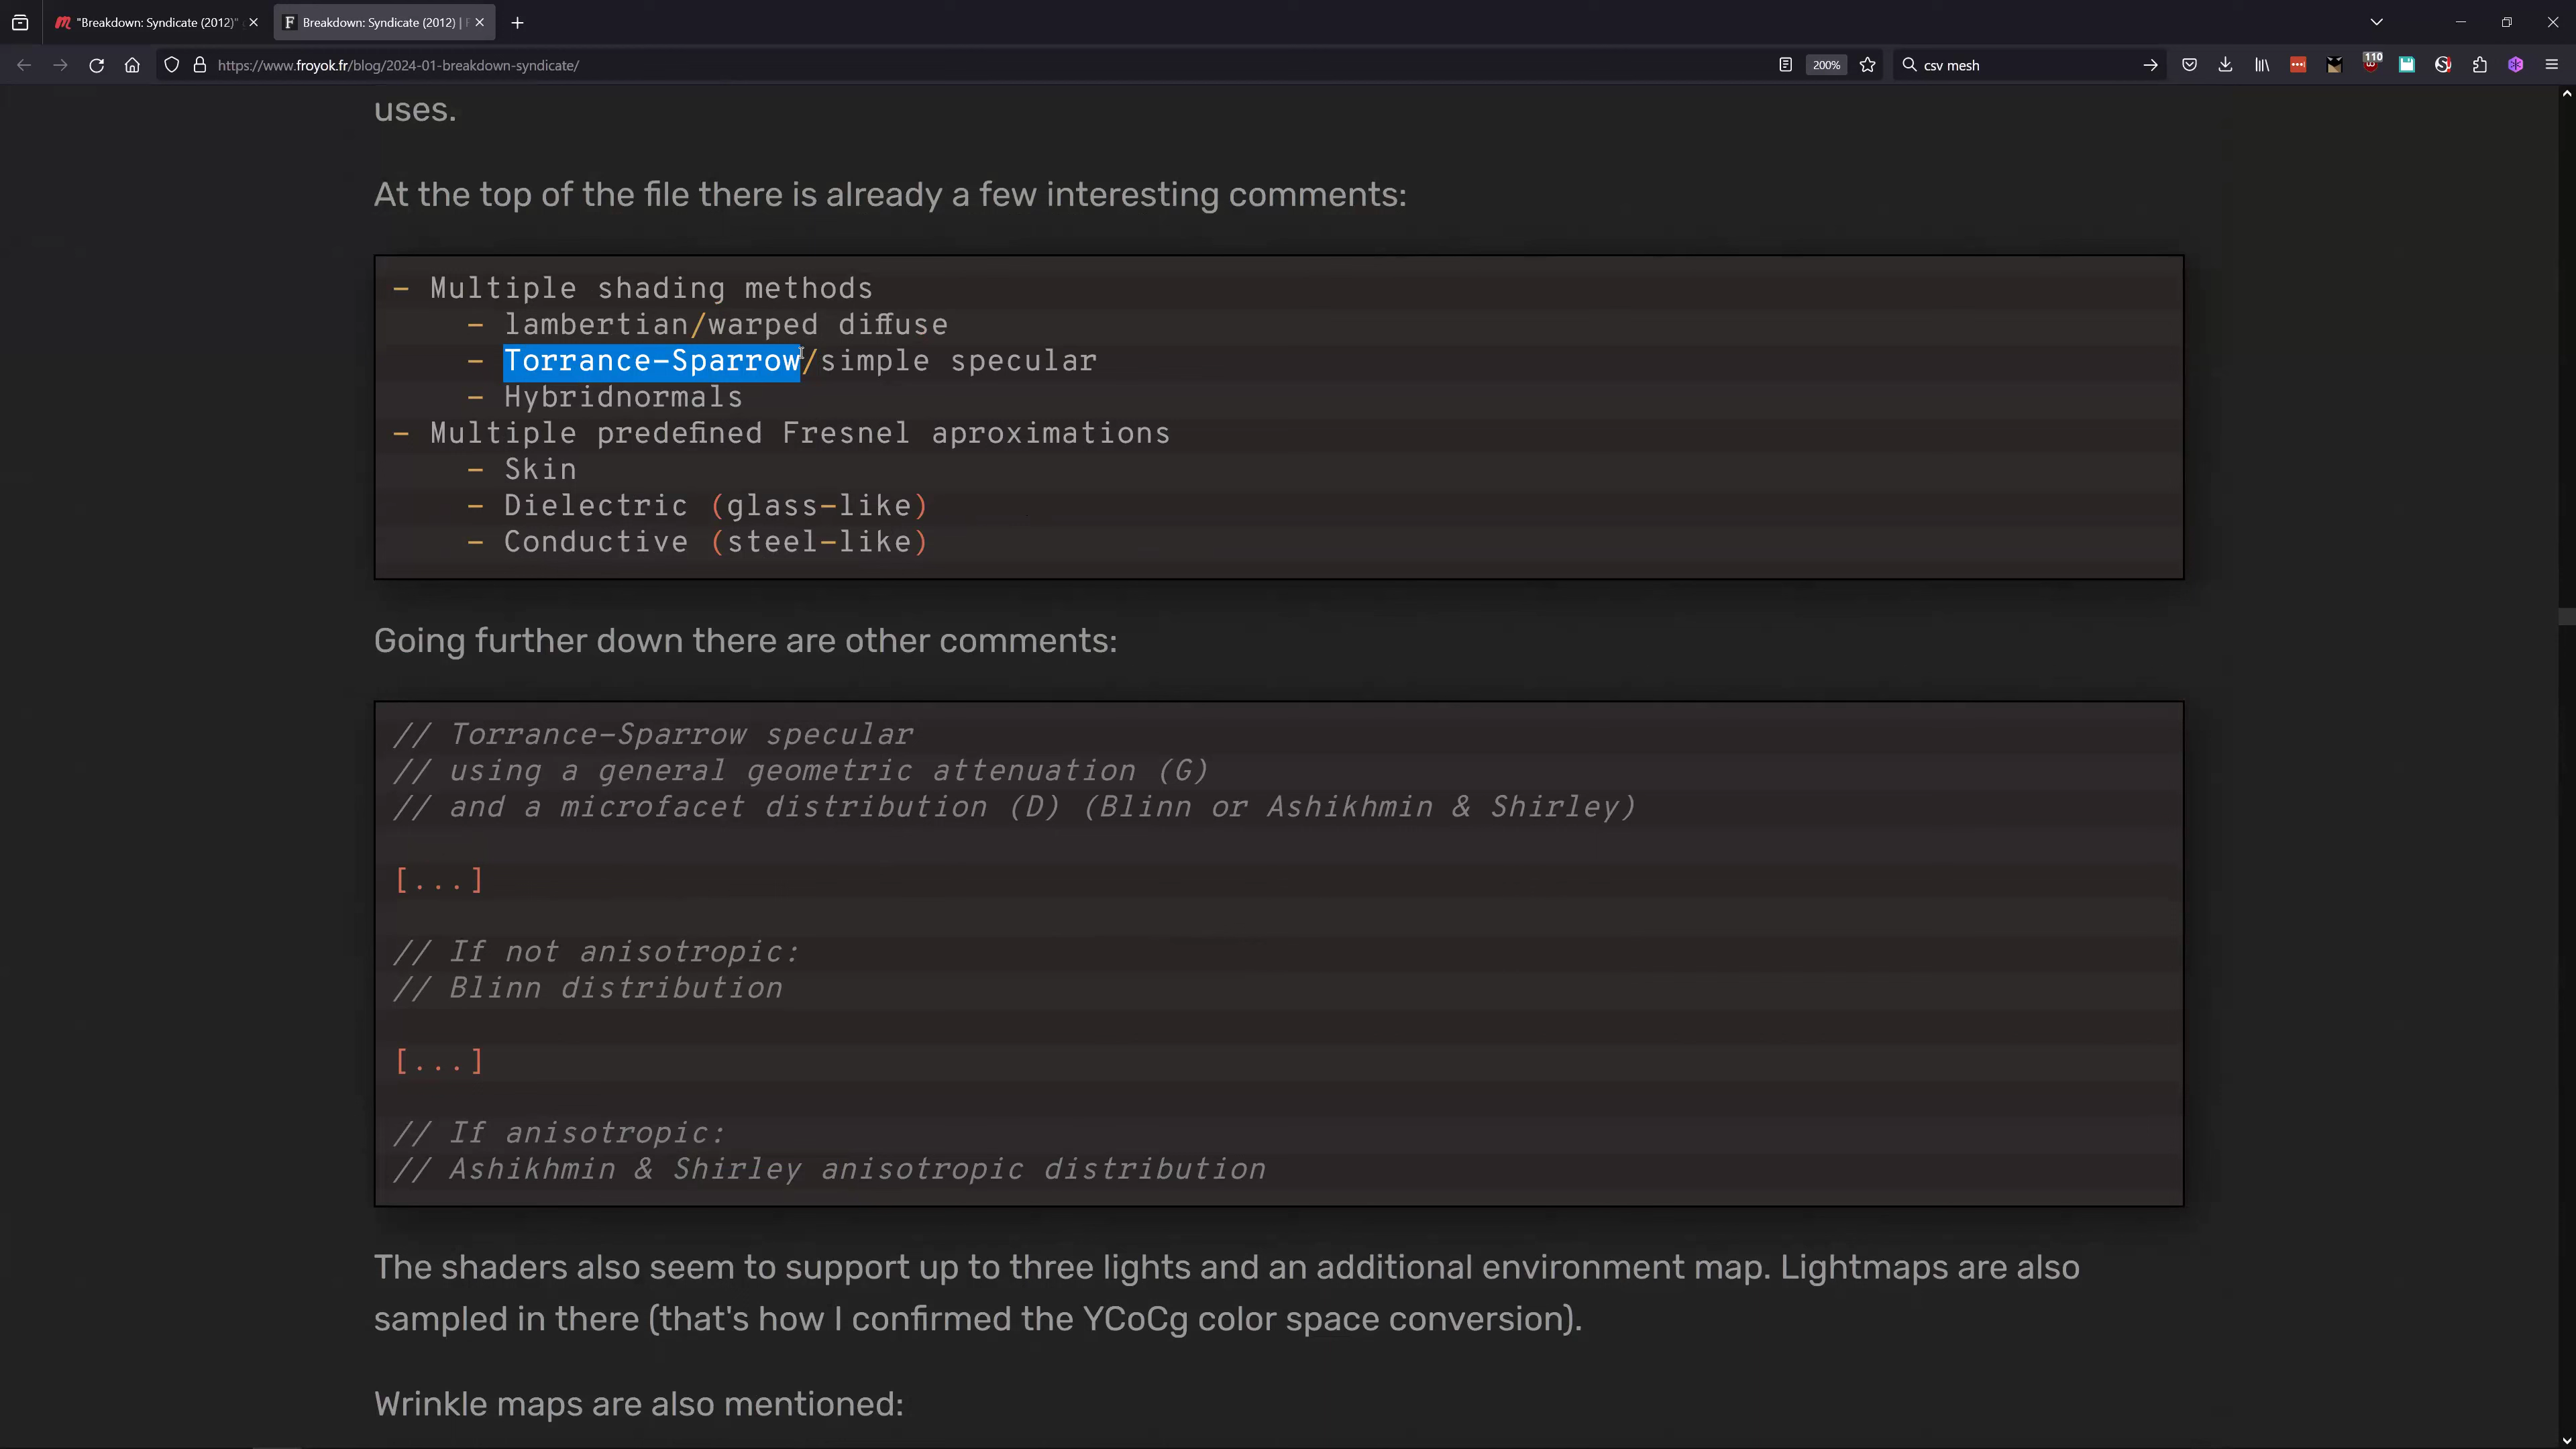 "Breakdown: Syndicate (2012)"
Breakdown: Syndicate (2012) | F
https://www.froyok.fr/blog/2024-01-breakdown-syndicate/
200%
csv mesh
110
uses.
At the top of the file there is already a few interesting comments:
- Multiple shading methods
- lambertian/warped diffuse
- Torrance-Sparrow/simple specular
- Hybridnormals
- Multiple predefined Fresnel aproximations
- Skin
- Dielectric (glass-like)
- Conductive (steel-like)
Going further down there are other comments:
// Torrance-Sparrow specular
// using a general geometric attenuation (G)
// and a microfacet distribution (D) (Blinn or Ashikhmin & Shirley)
[...]
// If not anisotropic:
// Blinn distribution
[...]
// If anisotropic:
// Ashikhmin & Shirley anisotropic distribution
The shaders also seem to support up to three lights and an additional environment map. Lightmaps are also
sampled in there (that's how I confirmed the YCoCg color space conversion).
Wrinkle maps are also mentioned: